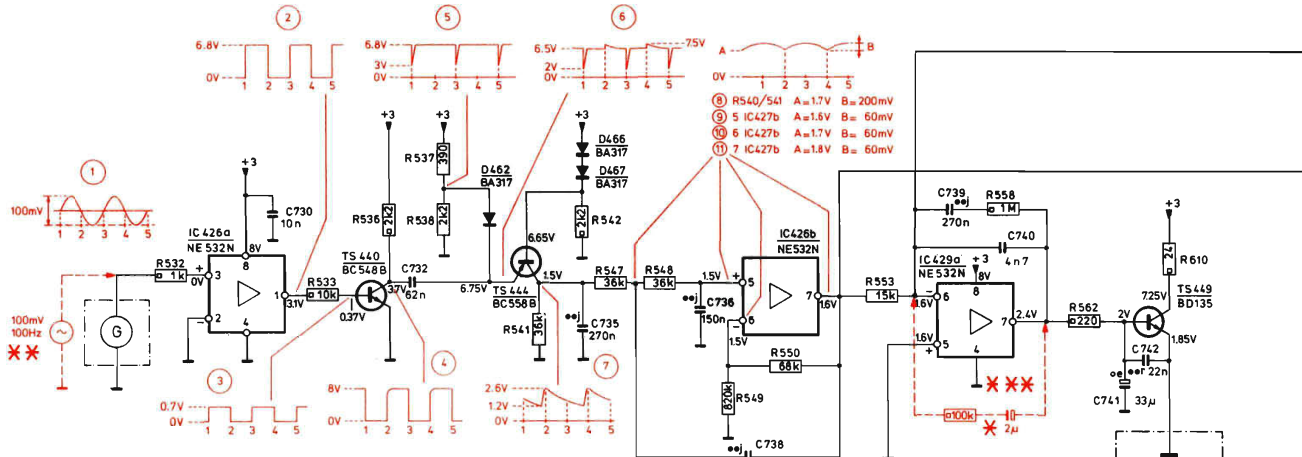 2
5
6
6.8V
0V
1 2 3 4 5
6.8V
3V
0V
1 2 3 4 5
6.5V
7.5V
2V
0V
1 2 3 4 5
A
B
0V
1 2 3 4 5
8 R540/541 A=1.7V B=200mV
9 5 IC427b A=1.6V B= 60mV
10 6 IC427b A=1.7V B= 60mV
11 7 IC427b A=1.8V B= 60mV
+3
+3
+3
+3
+3
+3
1
100mV
1 2 3 4 5
R532
1k
100mV
100Hz
G
IC426a
NE532N
8V
8
3
+
0V
2
−
4
1
3.1V
C730
10n
R533
10k
0.37V
TS440
BC548B
3.7V
R536
2k2
C732
62n
R537
390
R538
2k2
D462
BA317
6.75V
6.65V
TS444
BC558B
1.5V
D466
BA317
D467
BA317
R542
2k2
R541
36k
C735
270n
R547
36k
R548
36k
1.5V
C736
150n
IC426b
NE532N
+
5
−
6
1.5V
7
1.6V
R550
68k
R549
820k
C738
R553
15k
C739
270n
R558
1M
C740
4n7
IC429a
NE532N
8V
8
−
6
1.6V
1.6V
+
5
4
7
2.4V
R562
220
2V
7.25V
1.85V
R610
24
TS449
BD135
C742
22n
C741
33µ
100k
2µ
3
0.7V
0V
1 2 3 4 5
4
8V
0V
1 2 3 4 5
7
2.6V
1.2V
0V
1 2 3 4 5